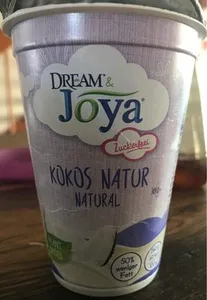 DREAM &
Joya
Zuckerfrei
KOKOS NATUR
NATURAL
50%
weniger
Fett